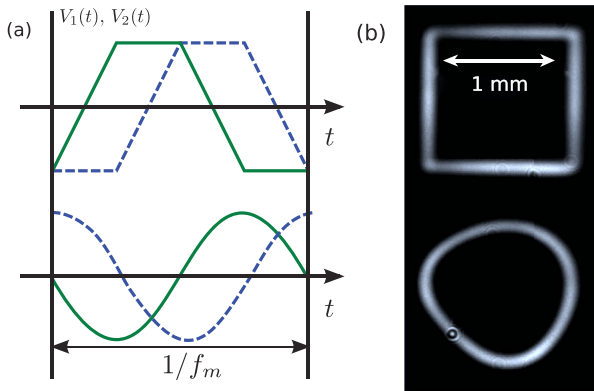 (a)
V₁(t), V₂(t)
t
t
1/fₘ
(b)
1 mm